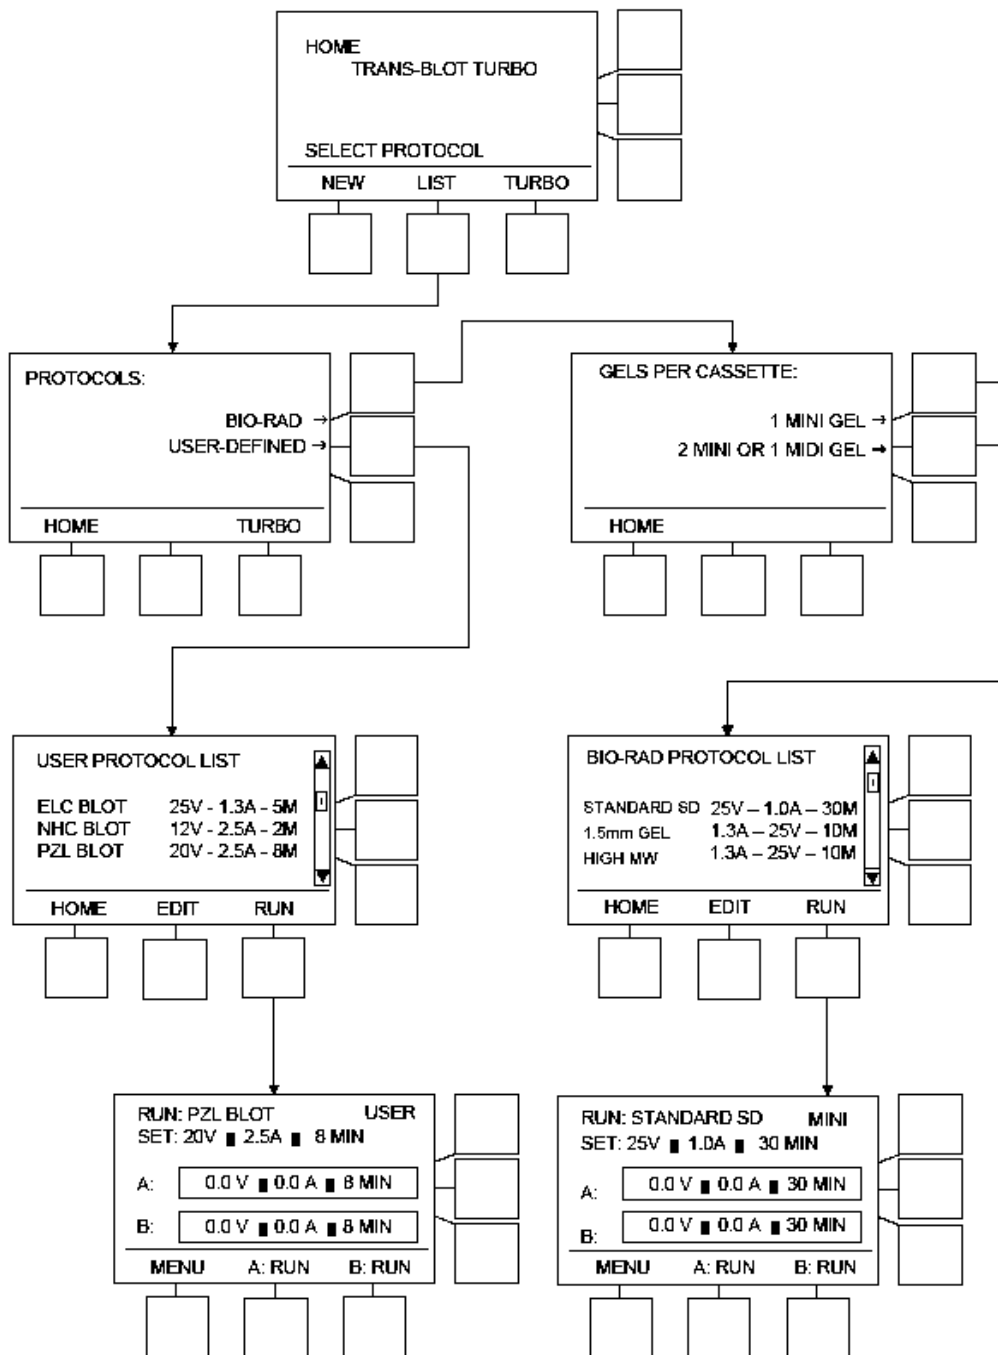 HOME
TRANS-BLOT TURBO
SELECT PROTOCOL
NEW LIST TURBO
PROTOCOLS:
BIO-RAD →
USER-DEFINED →
HOME TURBO
GELS PER CASSETTE:
1 MINI GEL →
2 MINI OR 1 MIDI GEL →
HOME
USER PROTOCOL LIST
ELC BLOT 25V - 1.3A - 5M
NHC BLOT 12V - 2.5A - 2M
PZL BLOT 20V - 2.5A - 8M
HOME EDIT RUN
BIO-RAD PROTOCOL LIST
STANDARD SD 25V – 1.0A – 30M
1.5mm GEL 1.3A – 25V – 10M
HIGH MW 1.3A – 25V – 10M
HOME EDIT RUN
RUN: PZL BLOT USER
SET: 20V ∎ 2.5A ∎ 8 MIN
A: 0.0 V ∎ 0.0 A ∎ 8 MIN
B: 0.0 V ∎ 0.0 A ∎ 8 MIN
MENU A: RUN B: RUN
RUN: STANDARD SD MINI
SET: 25V ∎ 1.0A ∎ 30 MIN
A: 0.0 V ∎ 0.0 A ∎ 30 MIN
B: 0.0 V ∎ 0.0 A ∎ 30 MIN
MENU A: RUN B: RUN